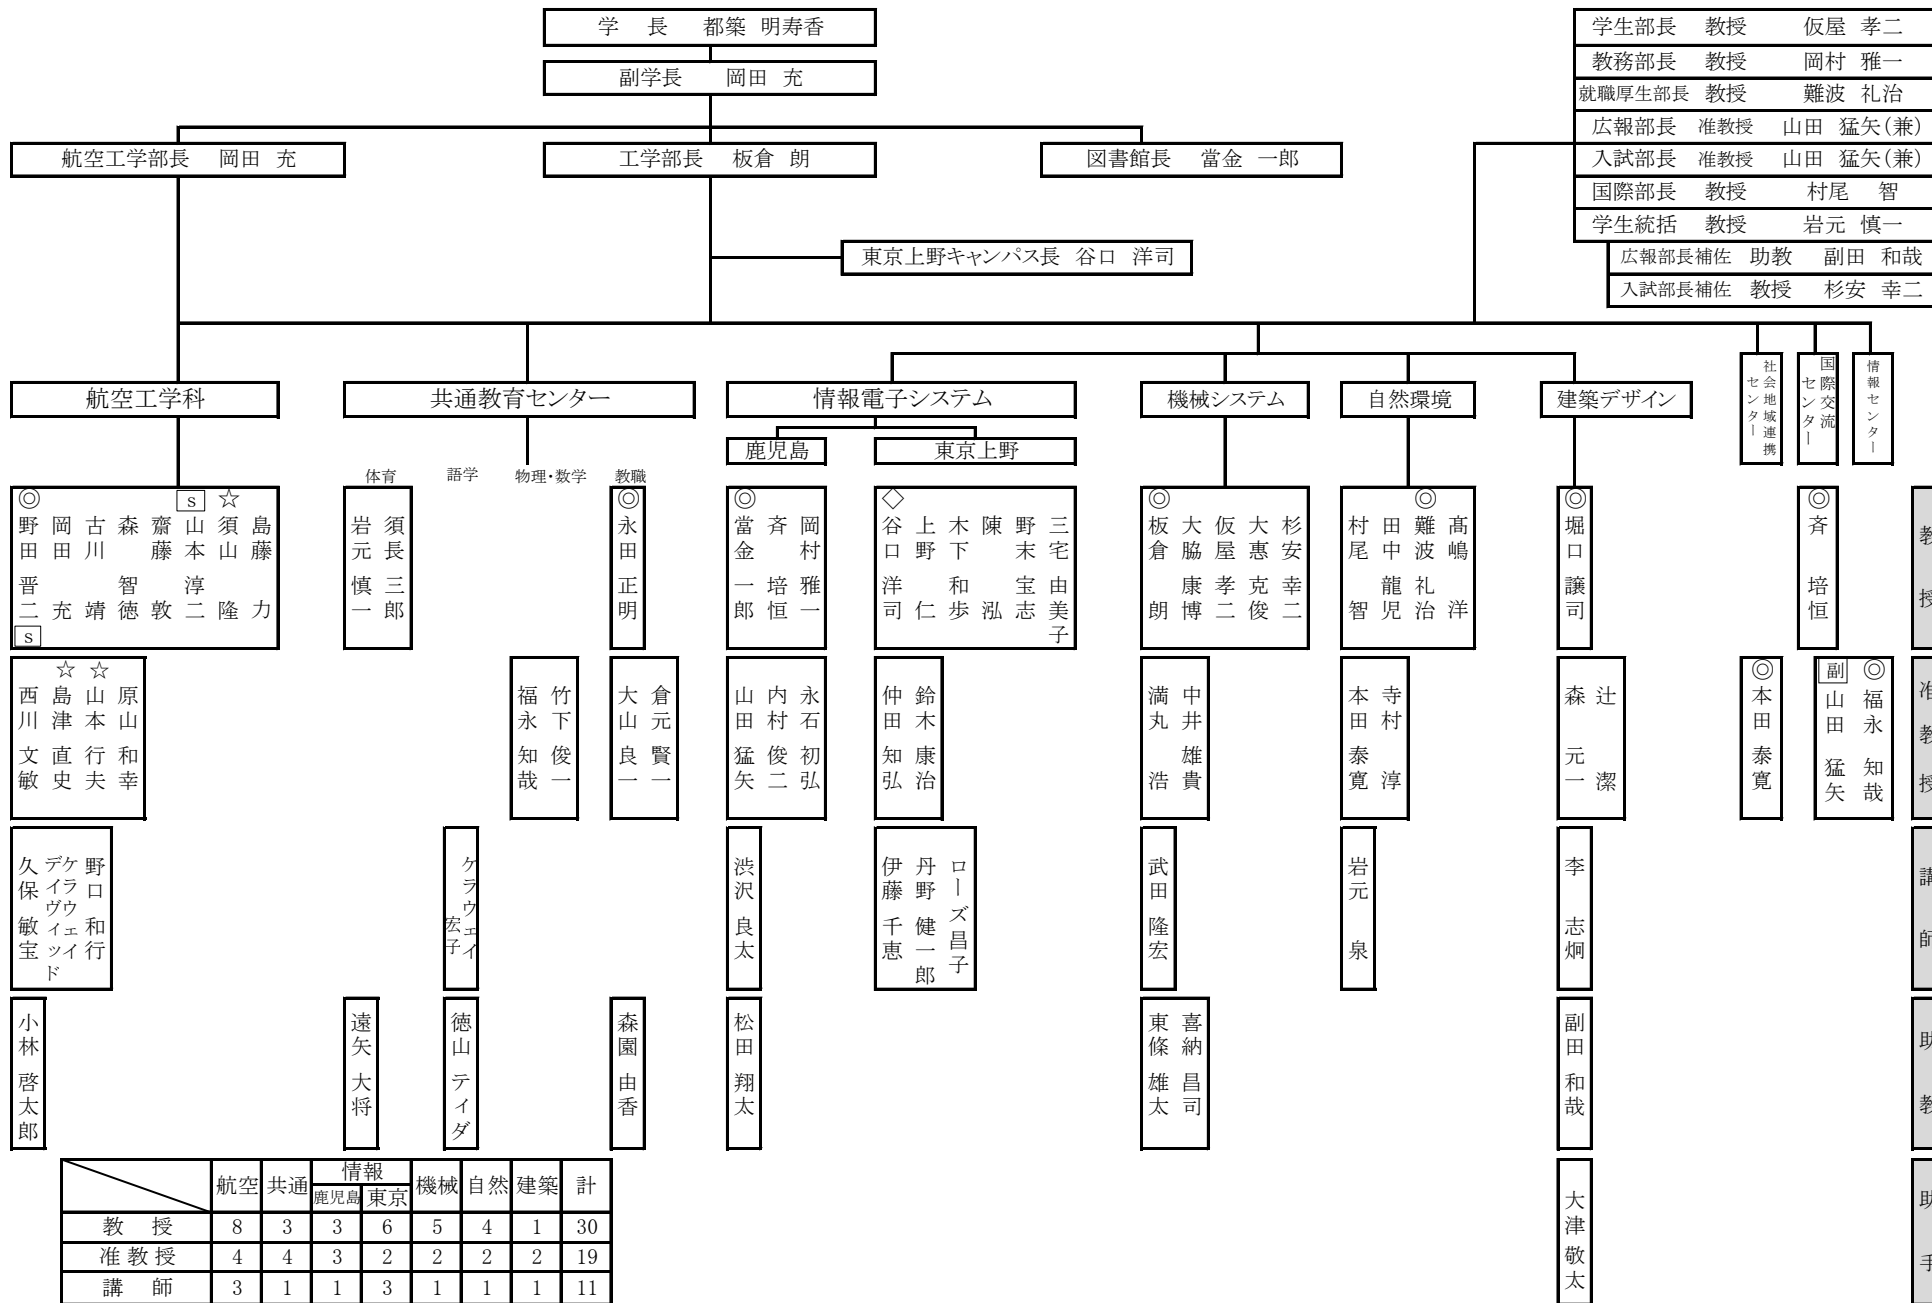 学 長 都築 明寿香
副学長 岡田 充
航空工学部長 岡田 充
工学部長 板倉 朗
図書館長 當金 一郎
東京上野キャンパス長 谷口 洋司
学生部長 教授 仮屋 孝二
教務部長 教授 岡村 雅一
就職厚生部長 教授 難波 礼治
広報部長 准教授 山田 猛矢(兼)
入試部長 准教授 山田 猛矢(兼)
国際部長 教授 村尾 智
学生統括 教授 岩元 慎一
広報部長補佐 助教 副田 和哉
入試部長補佐 教授 杉安 幸二
航空工学科
共通教育センター
情報電子システム
機械システム
自然環境
建築デザイン
社会地域連携センター
国際交流センター
情報センター
鹿児島
東京上野
体育
語学
物理・数学
教職
◎
野田 晋二
s
岡田 充
古川 靖
森 智徳
齋藤 敦
s
山本 淳二
☆
須山 隆
島藤 力
岩元 慎一
須長 三郎
◎
永田 正明
◎
當金 一郎
斉 培恒
岡村 雅一
◇
谷口 洋司
上野 仁
木下 和歩
陳 泓
野末 宝志
三宅 由美子
◎
板倉 朗
大脇 康博
仮屋 孝二
大惠 克俊
杉安 幸二
村尾 智
田中 龍児
◎
難波 礼治
髙嶋 洋
◎
堀口 譲司
◎
斉 培恒
教授
西川 文敏
☆
島津 直史
☆
山本 行夫
原山 和幸
福永 知哉
竹下 俊一
大山 良一
倉元 賢一
山田 猛矢
内村 俊二
永石 初弘
仲田 知弘
鈴木 康治
満丸 浩
中井 雄貴
本田 泰寛
寺村 淳
森 元一
辻 潔
◎
本田 泰寛
副
山田 猛矢
◎
福永 知哉
准教授
久保 敏宝
ケラウェイ デイヴィッド
野口 和行
ケラウェイ 宏子
渋沢 良太
伊藤 千恵
丹野 健一郎
ローズ 昌子
武田 隆宏
岩元 泉
李 志炯
講師
小林 啓太郎
遠矢 大将
徳山 ティダ
森園 由香
松田 翔太
東條 雄太
喜納 昌司
副田 和哉
助教
大津 敬太
助手
航空 共通 情報 機械 自然 建築 計
鹿児島 東京
教 授 8 3 3 6 5 4 1 30
准教授 4 4 3 2 2 2 2 19
講 師 3 1 1 3 1 1 1 11